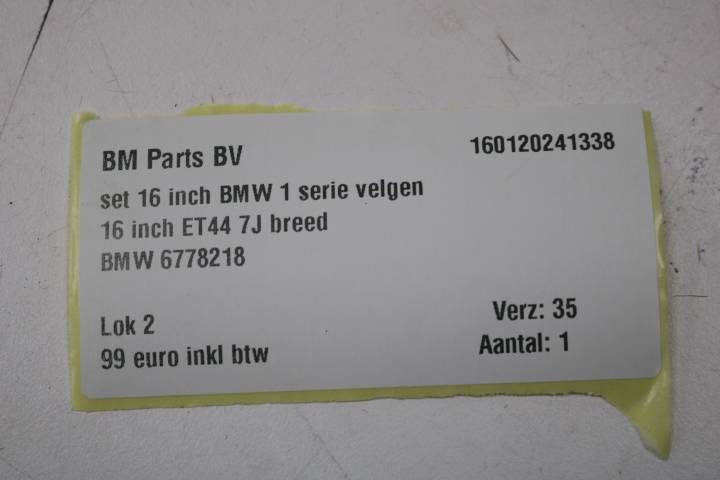 BM Parts BV 160120241338
set 16 inch BMW 1 serie velgen
16 inch ET44 7J breed
BMW 6778218
Lok 2 Verz: 35
99 euro inkl btw Aantal: 1